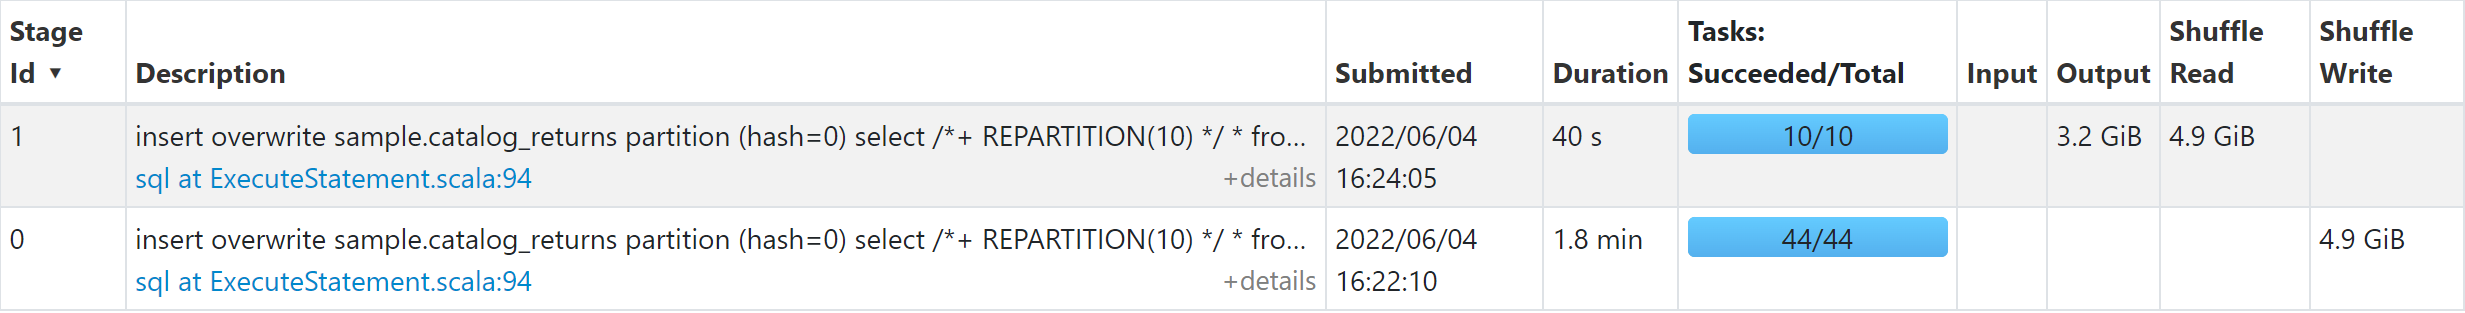 Stage Id ▼ Description Submitted Duration Tasks: Succeeded/Total Input Output Shuffle Read Shuffle Write
1 insert overwrite sample.catalog_returns partition (hash=0) select /*+ REPARTITION(10) */ * fro... 2022/06/04 40 s 10/10 3.2 GiB 4.9 GiB
sql at ExecuteStatement.scala:94 +details 16:24:05
0 insert overwrite sample.catalog_returns partition (hash=0) select /*+ REPARTITION(10) */ * fro... 2022/06/04 1.8 min 44/44 4.9 GiB
sql at ExecuteStatement.scala:94 +details 16:22:10